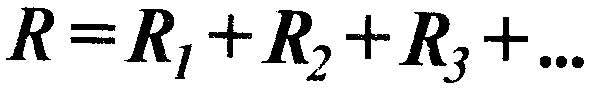 R = R₁ + R₂ + R₃ + ...